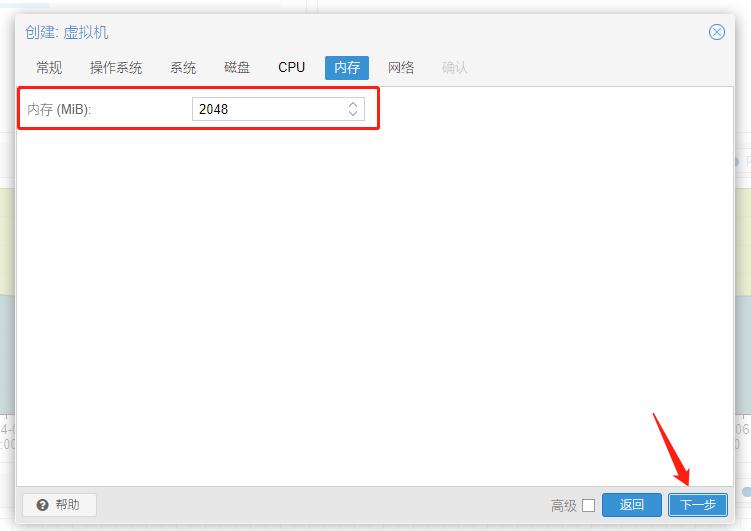 创建: 虚拟机
常规 操作系统 系统 磁盘 CPU 内存 网络 确认
内存 (MiB): 2048
帮助 高级 返回 下一步